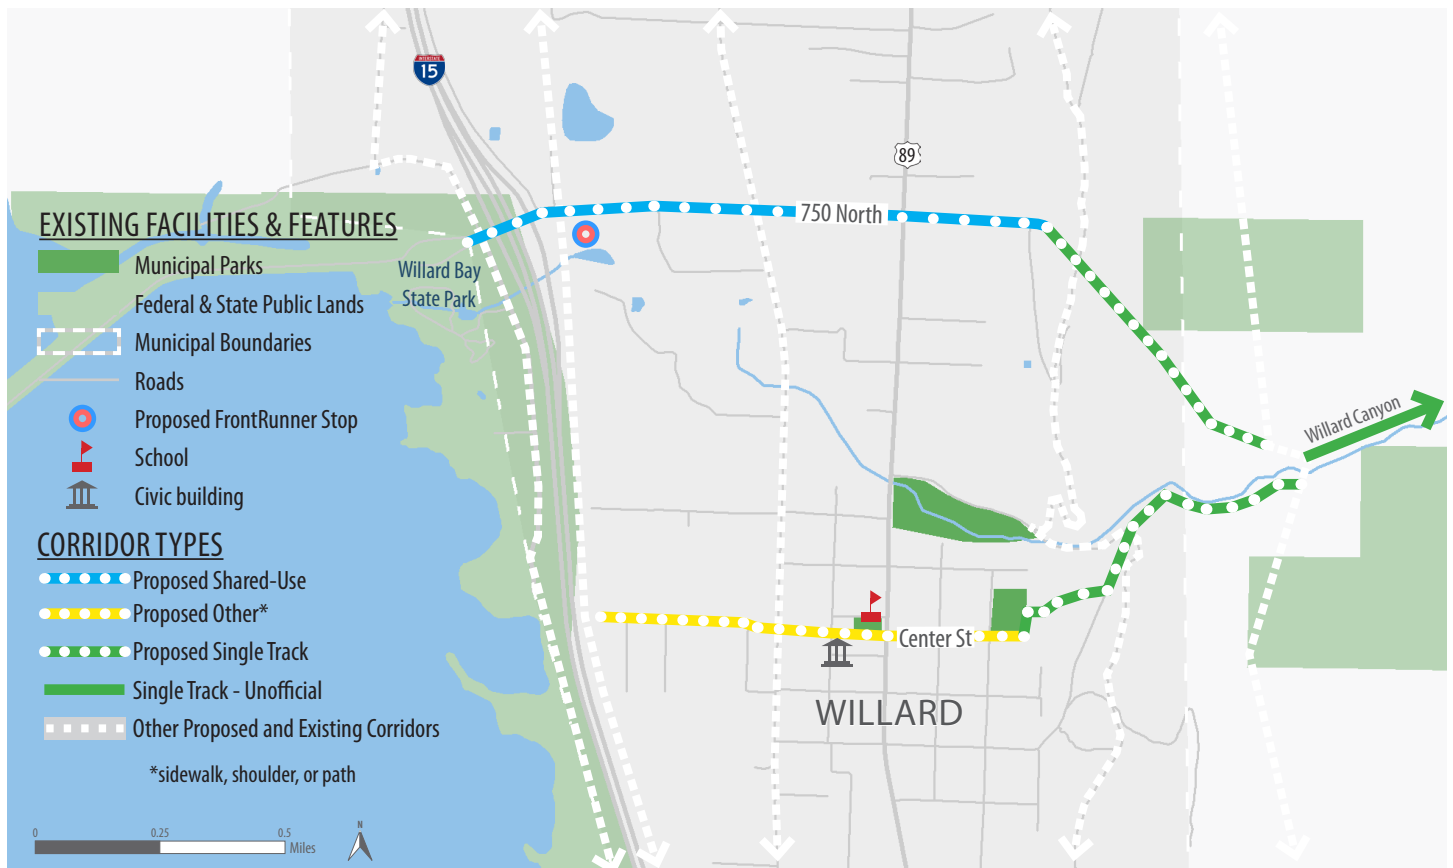 INTERSTATE
15
89
750 North
EXISTING FACILITIES & FEATURES
Municipal Parks
Federal & State Public Lands
Municipal Boundaries
Roads
Proposed FrontRunner Stop
School
Civic building
CORRIDOR TYPES
Proposed Shared-Use
Proposed Other*
Proposed Single Track
Single Track - Unofficial
Other Proposed and Existing Corridors
*sidewalk, shoulder, or path
0
0.25
0.5
Miles
N
Willard Bay
State Park
Willard Canyon
Center St
WILLARD